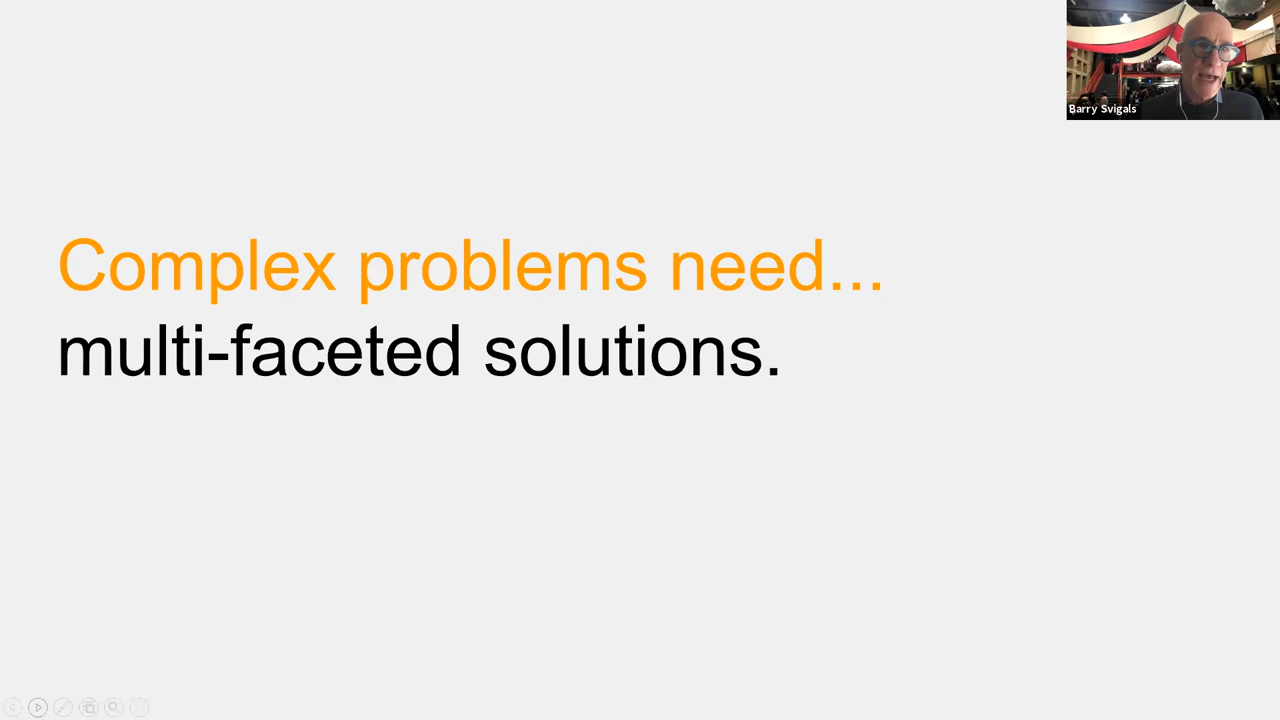 Barry Svigals
Complex problems need...
multi-faceted solutions.